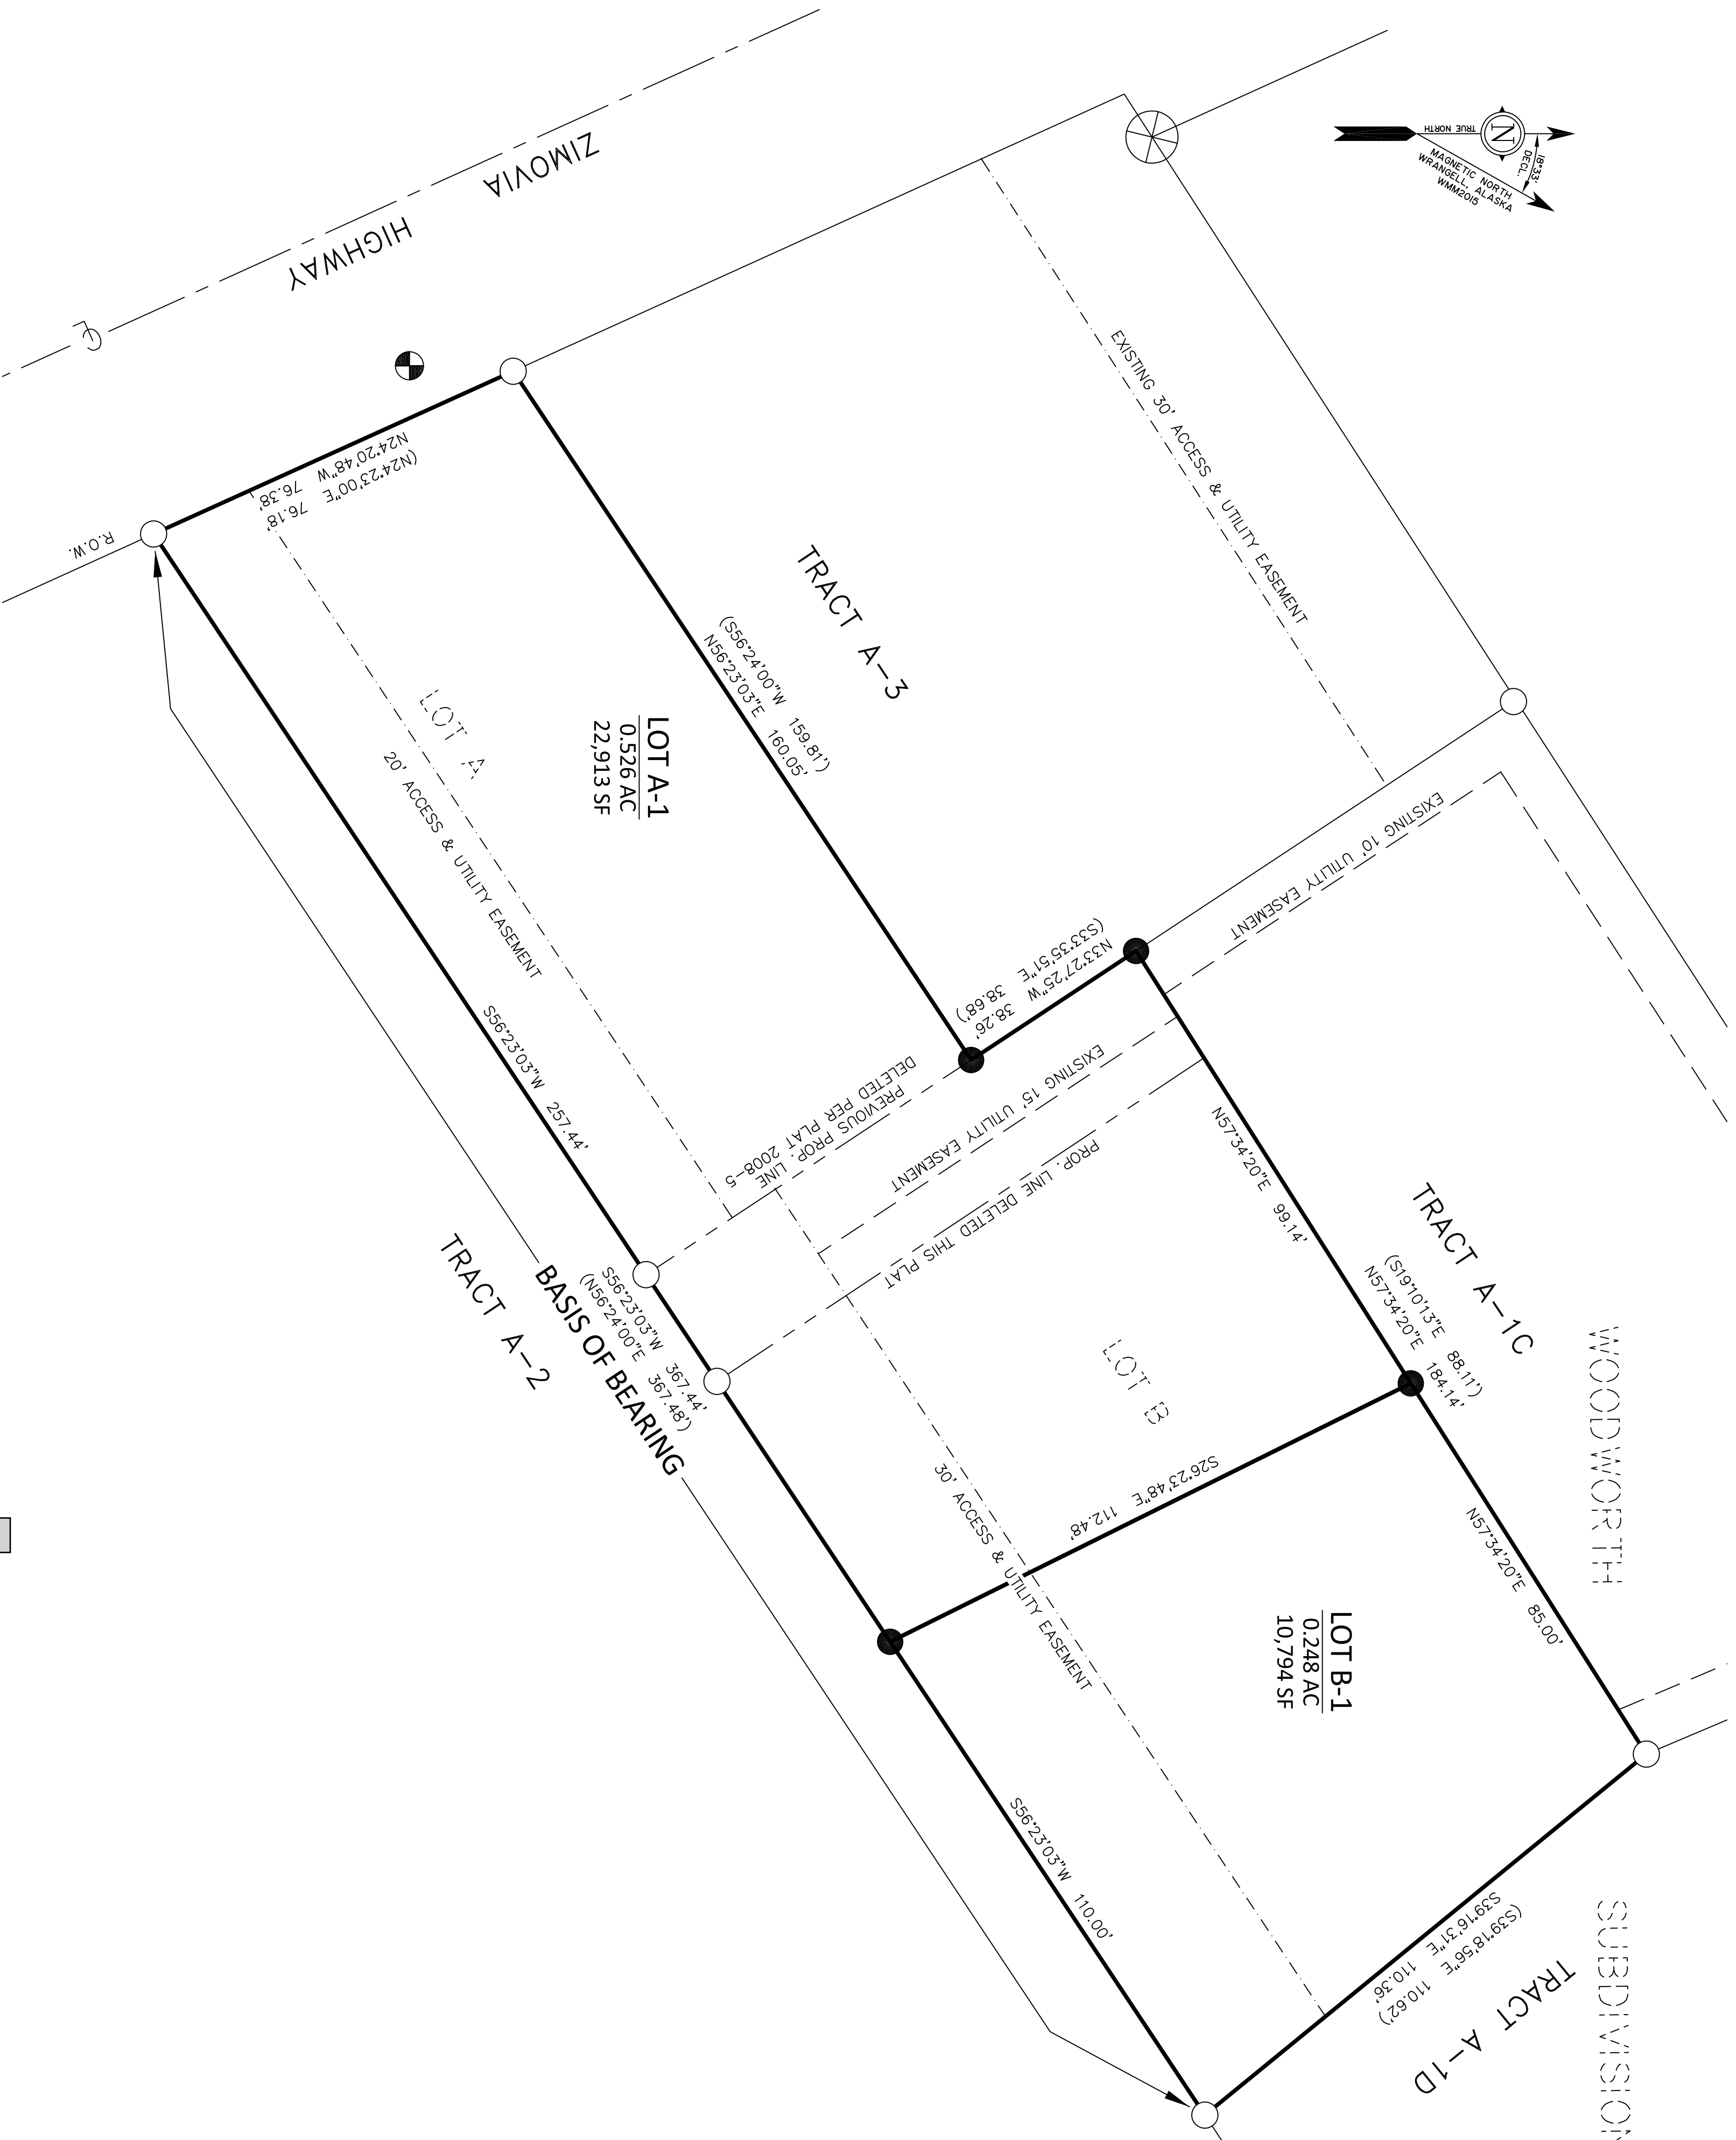 ZIMOVIA
HIGHWAY
TRUE NORTH
N
18°33'
DECL.
MAGNETIC NORTH
WRANGELL, ALASKA
WMM2015
R.O.W.
N24°20'48"W 76.38'
(N24°23'00"E 76.18'
EXISTING 30' ACCESS & UTILITY EASEMENT
TRACT A-3
(S56°24'00"W 159.81')
N56°23'03"E 160.05'
LOT A
20' ACCESS & UTILITY EASEMENT
LOT A-1
0.526 AC
22,913 SF
EXISTING 10' UTILITY EASEMENT
N33°27'25"W 38.26'
(S33°35'51"E 38.68')
S56°23'03"W 257.44'
PREVIOUS PROP. LINE
DELETED PER PLAT 2008-5
EXISTING 15' UTILITY EASEMENT
PROP. LINE DELETED THIS PLAT
N57°34'20"E 99.14'
TRACT A-1C
(S19°10'13"E 88.11')
N57°34'20"E 184.14'
WOODWORTH
TRACT A-2
BASIS OF BEARING
S56°23'03"W 367.44'
(N56°24'00"E 367.48')
LOT B
S26°23'48"E 112.48'
30' ACCESS & UTILITY EASEMENT
N57°34'20"E 85.00'
LOT B-1
0.248 AC
10,794 SF
S56°23'03"W 110.00'
(S39°18'56"E 110.62')
S39°16'31"E 110.36'
TRACT A-1D
SUBDIVISION